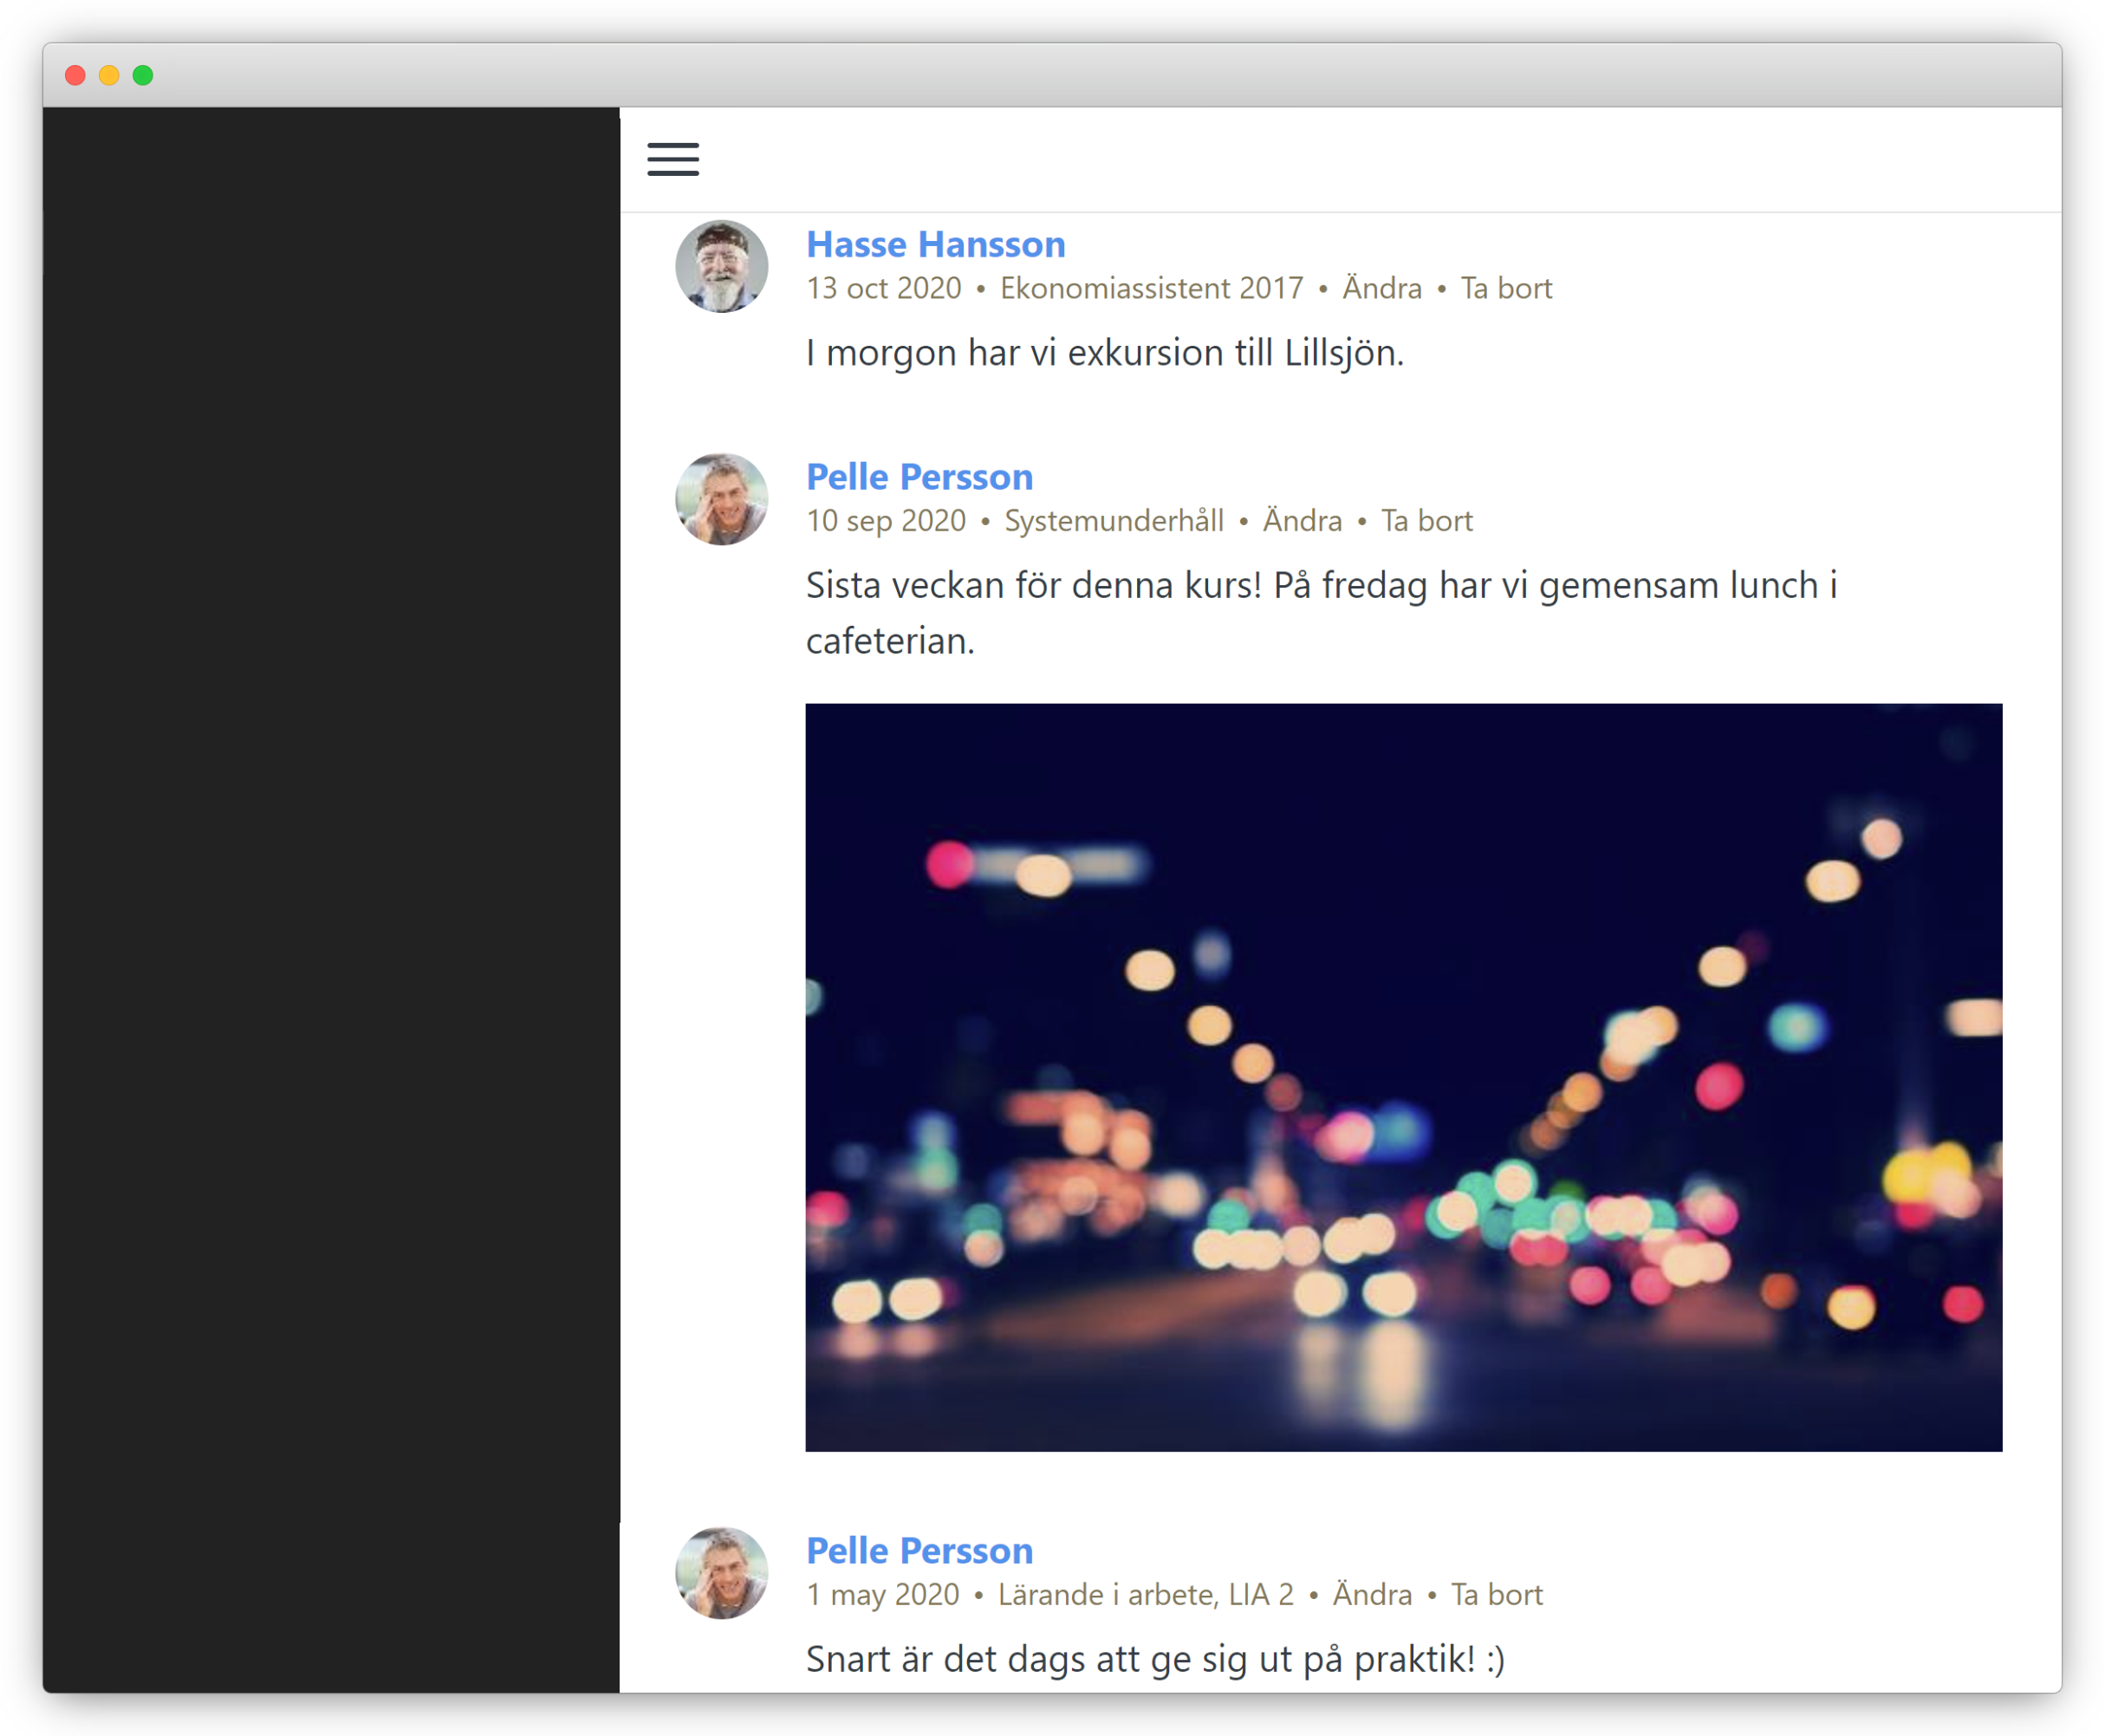 Hasse Hansson
13 oct 2020 • Ekonomiassistent 2017 • Ändra • Ta bort
I morgon har vi exkursion till Lillsjön.
Pelle Persson
10 sep 2020 • Systemunderhåll • Ändra • Ta bort
Sista veckan för denna kurs! På fredag har vi gemensam lunch i
cafeterian.
Pelle Persson
1 may 2020 • Lärande i arbete, LIA 2 • Ändra • Ta bort
Snart är det dags att ge sig ut på praktik! :)